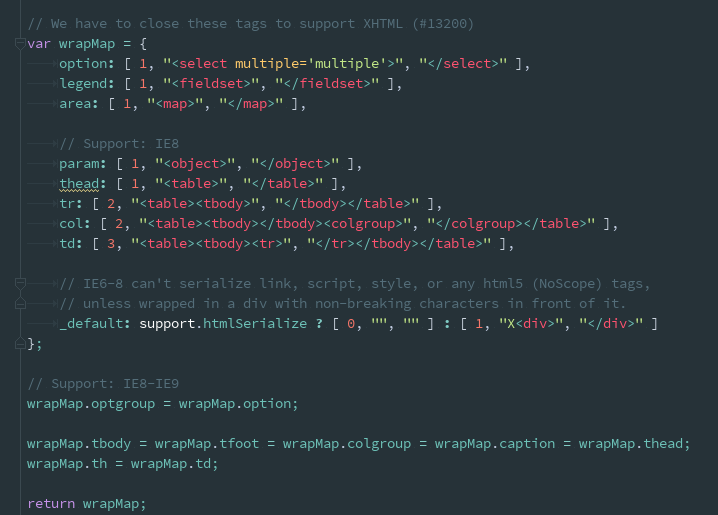 // We have to close these tags to support XHTML (#13200)
var wrapMap = {
    option: [ 1, "<select multiple='multiple'>", "</select>" ],
    legend: [ 1, "<fieldset>", "</fieldset>" ],
    area: [ 1, "<map>", "</map>" ],

    // Support: IE8
    param: [ 1, "<object>", "</object>" ],
    thead: [ 1, "<table>", "</table>" ],
    tr: [ 2, "<table><tbody>", "</tbody></table>" ],
    col: [ 2, "<table><tbody></tbody><colgroup>", "</colgroup></table>" ],
    td: [ 3, "<table><tbody><tr>", "</tr></tbody></table>" ],

    // IE6-8 can't serialize link, script, style, or any html5 (NoScope) tags,
    // unless wrapped in a div with non-breaking characters in front of it.
    _default: support.htmlSerialize ? [ 0, "", "" ] : [ 1, "X<div>", "</div>" ]
};

// Support: IE8-IE9
wrapMap.optgroup = wrapMap.option;

wrapMap.tbody = wrapMap.tfoot = wrapMap.colgroup = wrapMap.caption = wrapMap.thead;
wrapMap.th = wrapMap.td;

return wrapMap;